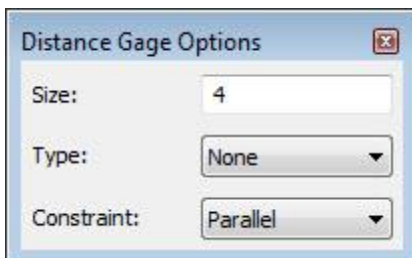 Distance Gage Options
Size: 4
Type: None
Constraint: Parallel